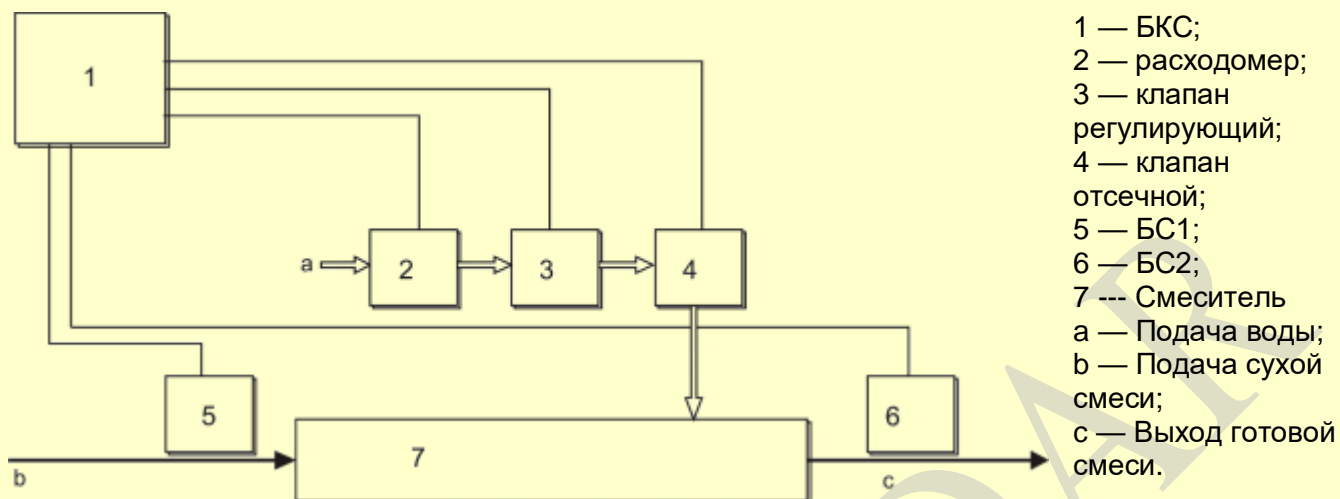 1
2
3
4
5
6
7
a
b
c
1 — БКС;
2 — расходомер;
3 — клапан
регулирующий;
4 — клапан
отсечной;
5 — БС1;
6 — БС2;
7 --- Смеситель
a — Подача воды;
b — Подача сухой
смеси;
c — Выход готовой
смеси.